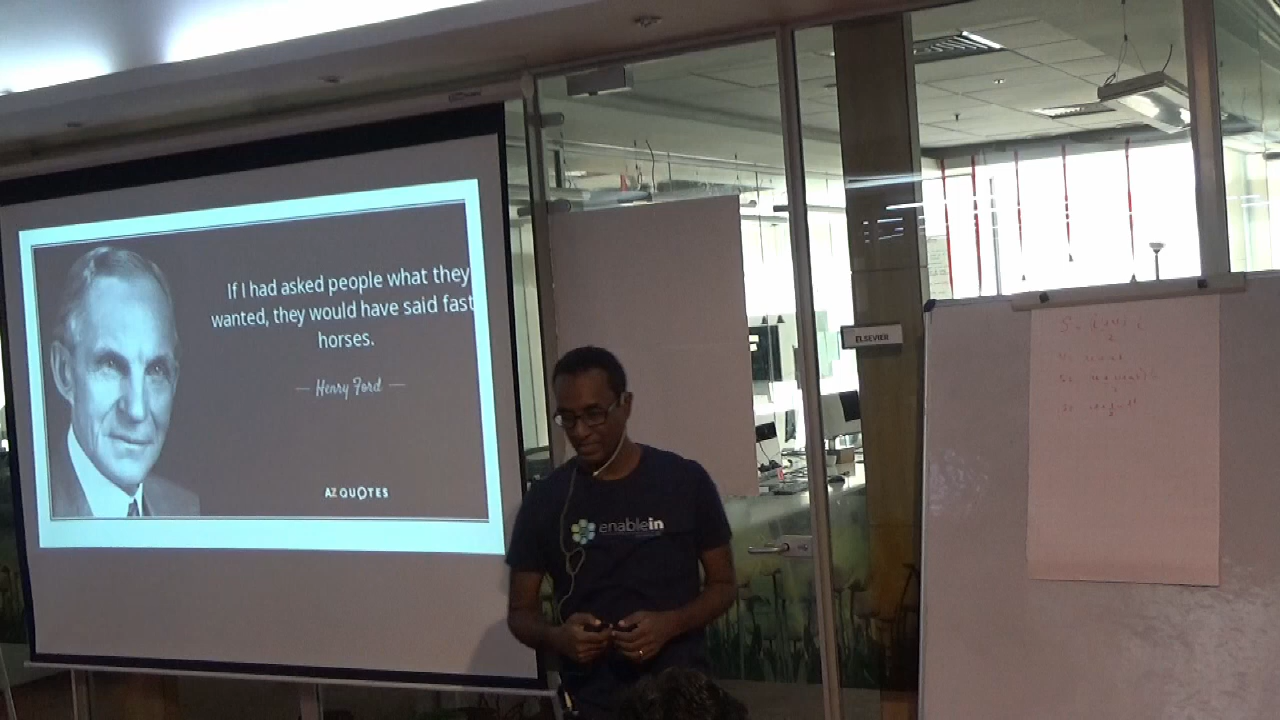 If I had asked people what they
wanted, they would have said fast
horses.
— Henry Ford —
AZ QUOTES
enablein
ELSEVIER